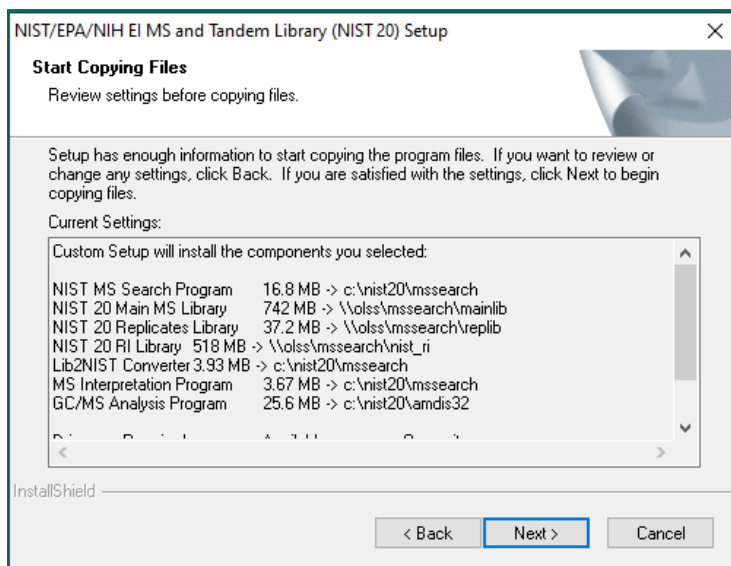 NIST/EPA/NIH EI MS and Tandem Library (NIST 20) Setup
Start Copying Files
Review settings before copying files.
Setup has enough information to start copying the program files. If you want to review or
change any settings, click Back. If you are satisfied with the settings, click Next to begin
copying files.
Current Settings:
Custom Setup will install the components you selected:
NIST MS Search Program 16.8 MB -> c:\nist20\mssearch
NIST 20 Main MS Library 742 MB -> \\olss\mssearch\mainlib
NIST 20 Replicates Library 37.2 MB -> \\olss\mssearch\replib
NIST 20 RI Library 518 MB -> \\olss\mssearch\nist_ri
Lib2NIST Converter 3.93 MB -> c:\nist20\mssearch
MS Interpretation Program 3.67 MB -> c:\nist20\mssearch
GC/MS Analysis Program 25.6 MB -> c:\nist20\amdis32
InstallShield
< Back
Next >
Cancel